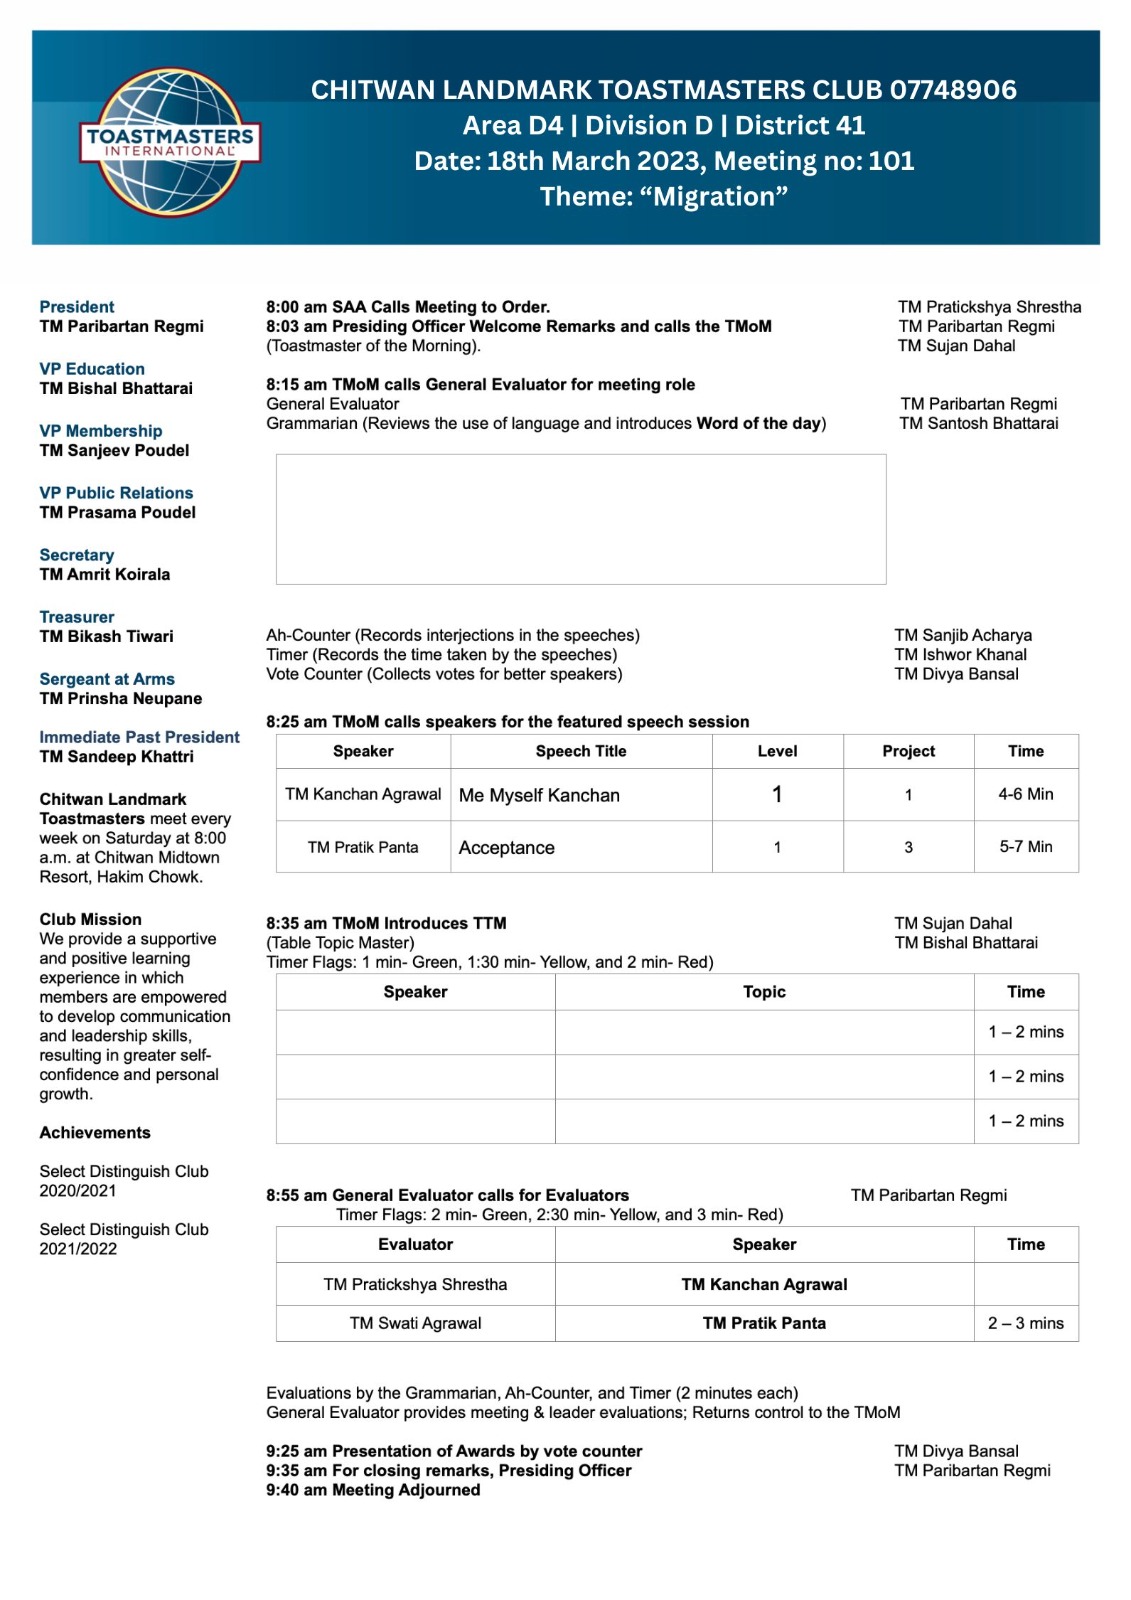 TOASTMASTERS
INTERNATIONAL
CHITWAN LANDMARK TOASTMASTERS CLUB 07748906
Area D4 | Division D | District 41
Date: 18th March 2023, Meeting no: 101
Theme: “Migration”
President
TM Paribartan Regmi
VP Education
TM Bishal Bhattarai
VP Membership
TM Sanjeev Poudel
VP Public Relations
TM Prasama Poudel
Secretary
TM Amrit Koirala
Treasurer
TM Bikash Tiwari
Sergeant at Arms
TM Prinsha Neupane
Immediate Past President
TM Sandeep Khattri
Chitwan Landmark
Toastmasters meet every
week on Saturday at 8:00
a.m. at Chitwan Midtown
Resort, Hakim Chowk.
Club Mission
We provide a supportive
and positive learning
experience in which
members are empowered
to develop communication
and leadership skills,
resulting in greater self-
confidence and personal
growth.
Achievements
Select Distinguish Club
2020/2021
Select Distinguish Club
2021/2022
8:00 am SAA Calls Meeting to Order. TM Pratickshya Shrestha
8:03 am Presiding Officer Welcome Remarks and calls the TMoM TM Paribartan Regmi
(Toastmaster of the Morning). TM Sujan Dahal
8:15 am TMoM calls General Evaluator for meeting role
General Evaluator TM Paribartan Regmi
Grammarian (Reviews the use of language and introduces Word of the day) TM Santosh Bhattarai
Ah-Counter (Records interjections in the speeches) TM Sanjib Acharya
Timer (Records the time taken by the speeches) TM Ishwor Khanal
Vote Counter (Collects votes for better speakers) TM Divya Bansal
8:25 am TMoM calls speakers for the featured speech session
Speaker Speech Title Level Project Time
TM Kanchan Agrawal Me Myself Kanchan 1 1 4-6 Min
TM Pratik Panta Acceptance 1 3 5-7 Min
8:35 am TMoM Introduces TTM TM Sujan Dahal
(Table Topic Master) TM Bishal Bhattarai
Timer Flags: 1 min- Green, 1:30 min- Yellow, and 2 min- Red)
Speaker Topic Time
1 – 2 mins
1 – 2 mins
1 – 2 mins
8:55 am General Evaluator calls for Evaluators TM Paribartan Regmi
Timer Flags: 2 min- Green, 2:30 min- Yellow, and 3 min- Red)
Evaluator Speaker Time
TM Pratickshya Shrestha TM Kanchan Agrawal
TM Swati Agrawal TM Pratik Panta 2 – 3 mins
Evaluations by the Grammarian, Ah-Counter, and Timer (2 minutes each)
General Evaluator provides meeting & leader evaluations; Returns control to the TMoM
9:25 am Presentation of Awards by vote counter TM Divya Bansal
9:35 am For closing remarks, Presiding Officer TM Paribartan Regmi
9:40 am Meeting Adjourned